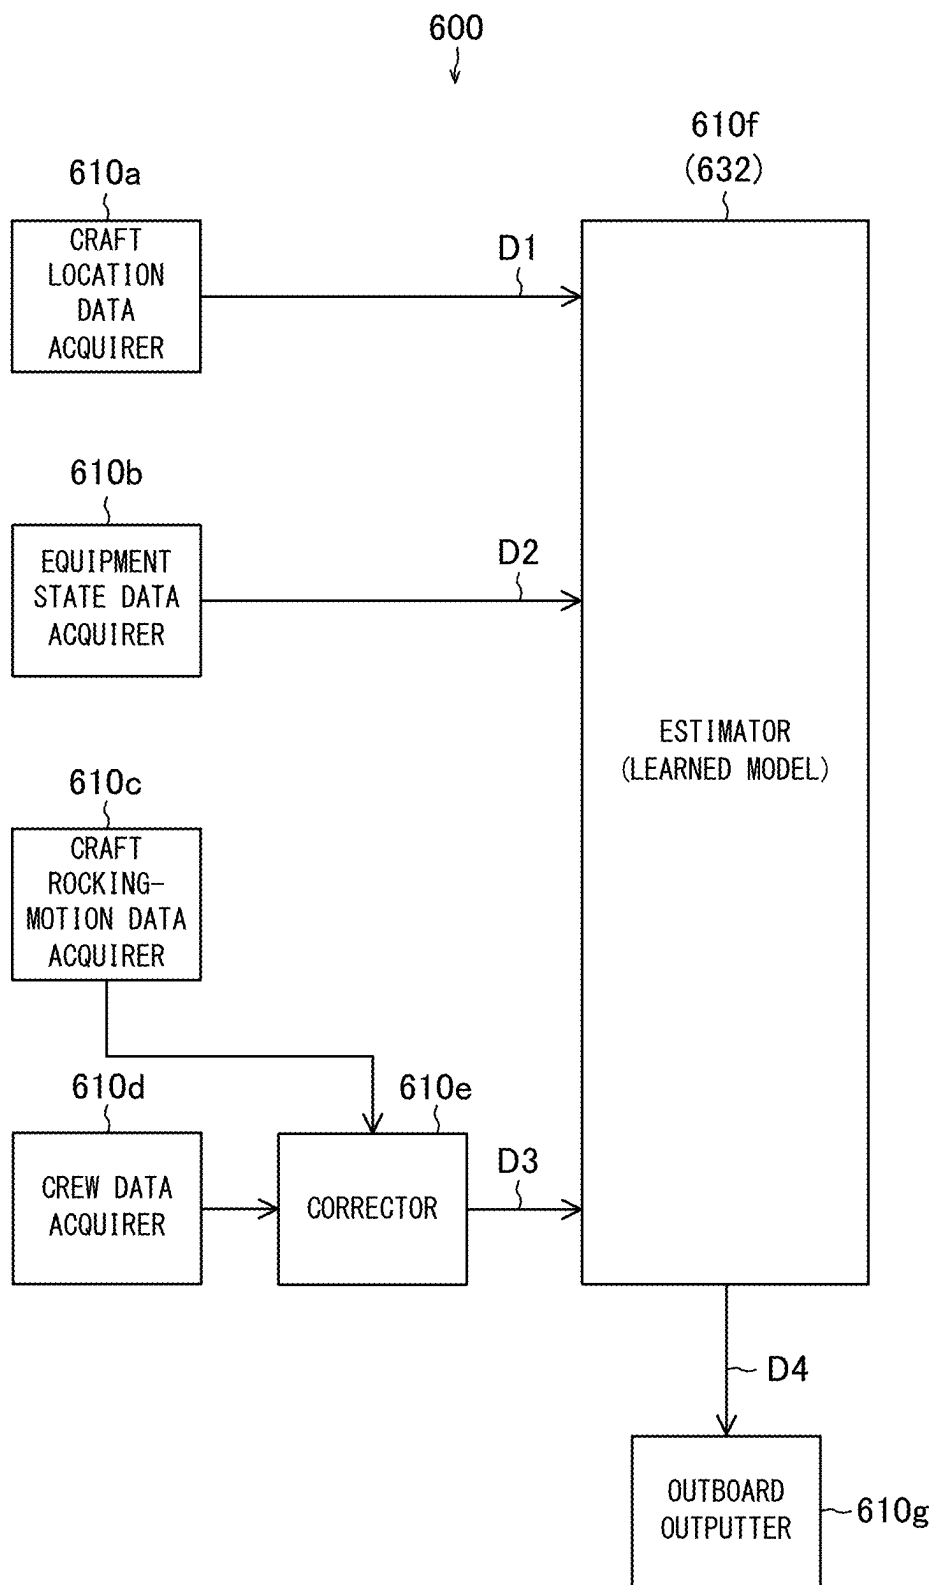 600
610f
(632)
610a
CRAFT
LOCATION
DATA
ACQUIRER
D1
610b
EQUIPMENT
STATE DATA
ACQUIRER
D2
ESTIMATOR
(LEARNED MODEL)
610c
CRAFT
ROCKING-
MOTION DATA
ACQUIRER
610d
CREW DATA
ACQUIRER
610e
CORRECTOR
D3
D4
OUTBOARD
OUTPUTTER
610g